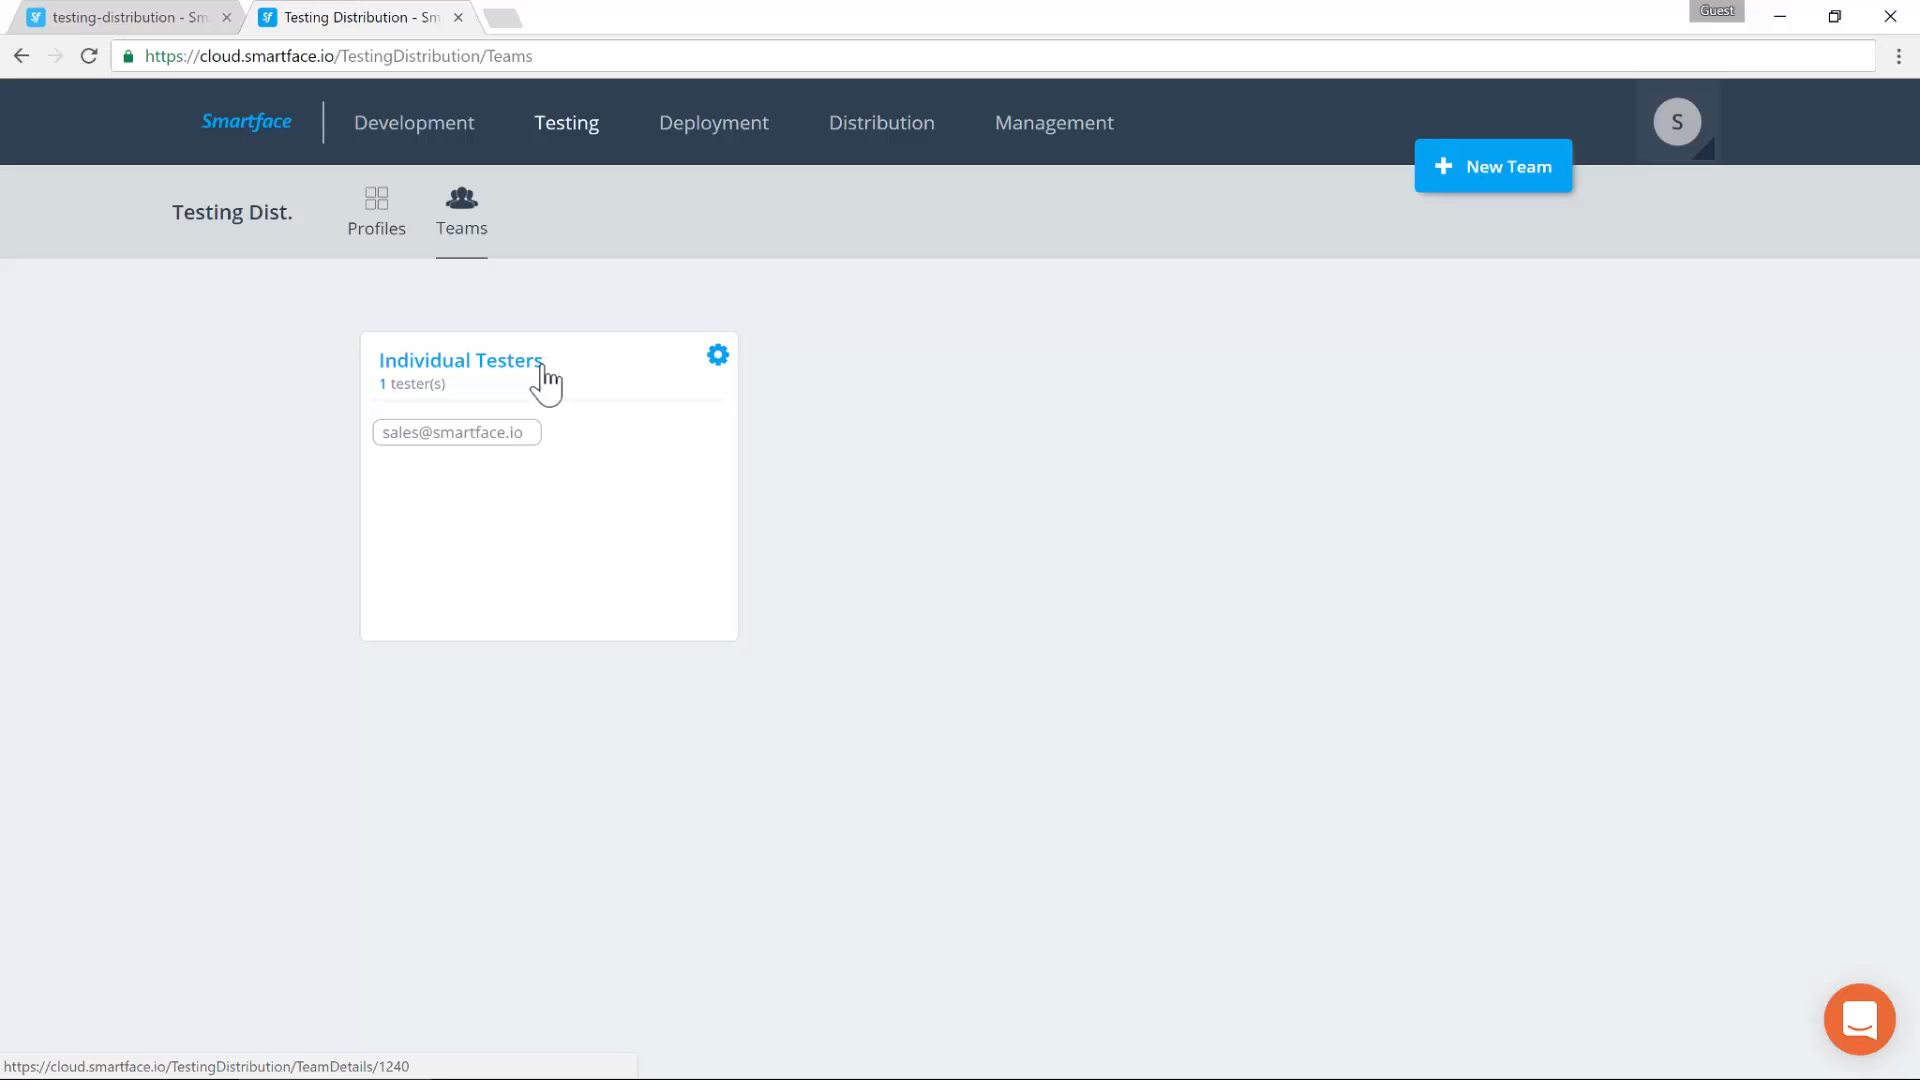 testing-distribution - Sm
Testing Distribution - Sm
Guest
https://cloud.smartface.io/TestingDistribution/Teams
Smartface
Development
Testing
Deployment
Distribution
Management
S
New Team
Testing Dist.
Profiles
Teams
Individual Testers
1 tester(s)
sales@smartface.io
https://cloud.smartface.io/TestingDistribution/TeamDetails/1240